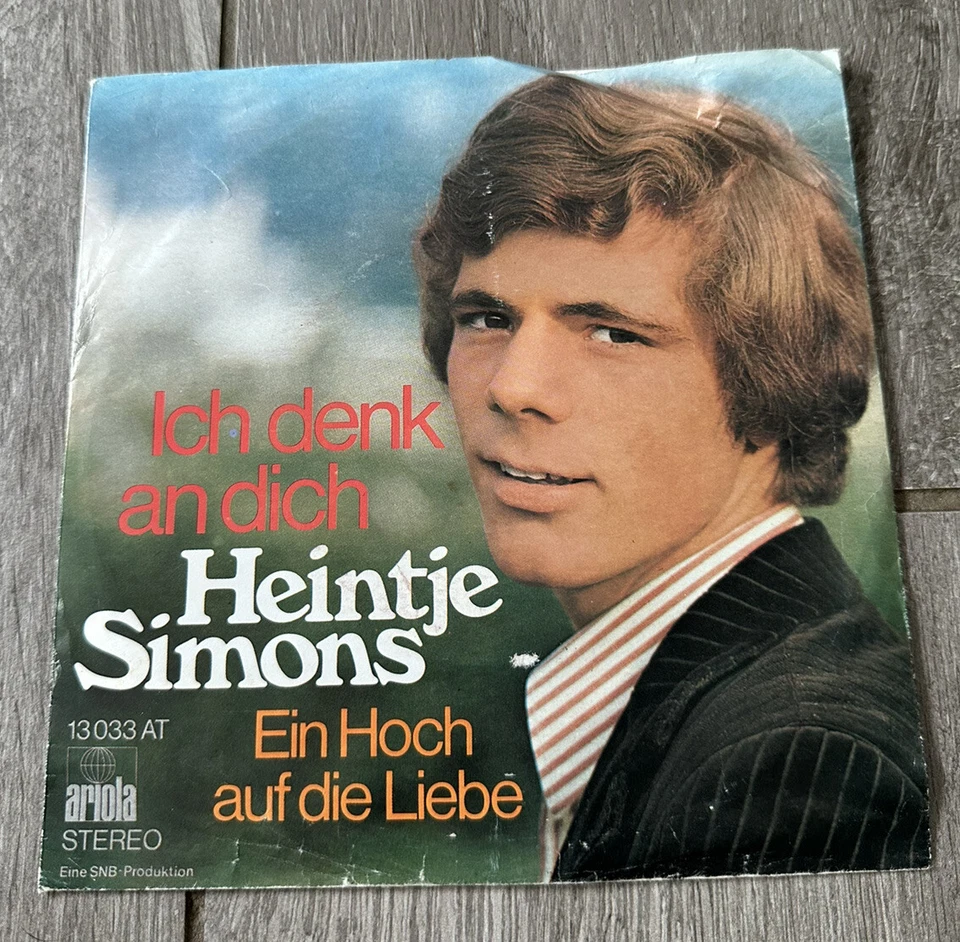 Ich denk
an dich
Heintje
Simons
13 033 AT
Ein Hoch
auf die Liebe
ariola
STEREO
Eine SNB-Produktion